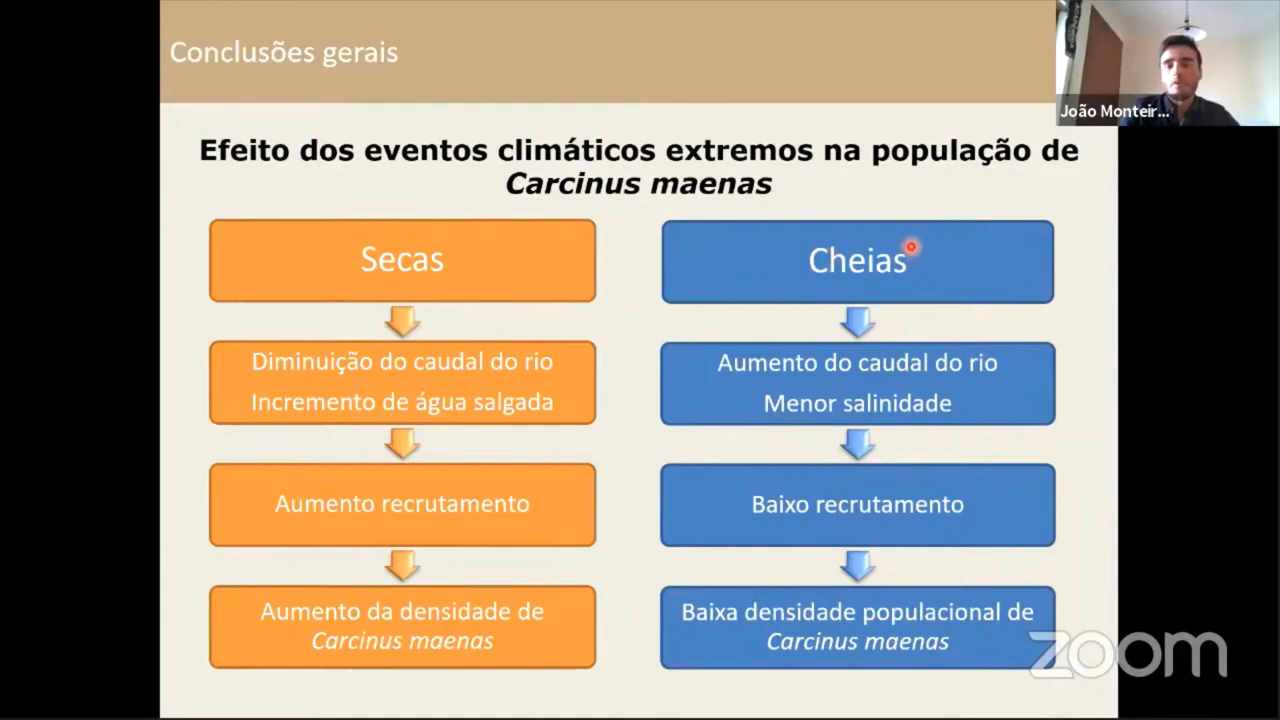 Conclusões gerais
João Monteir...
Efeito dos eventos climáticos extremos na população de
Carcinus maenas
Secas
Diminuição do caudal do rio
Incremento de água salgada
Aumento recrutamento
Aumento da densidade de
Carcinus maenas
Cheias
Aumento do caudal do rio
Menor salinidade
Baixo recrutamento
Baixa densidade populacional de
Carcinus maenas
zoom